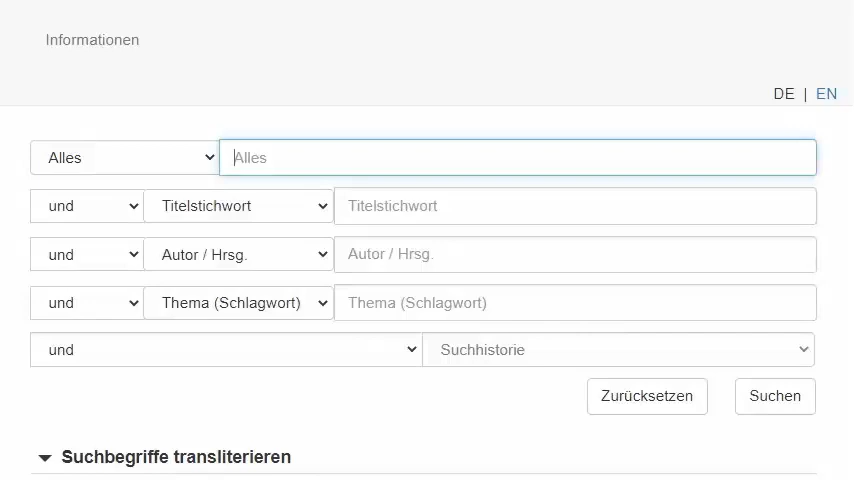 Informationen
DE | EN
Alles Alles
und Titelstichwort Titelstichwort
und Autor / Hrsg. Autor / Hrsg.
und Thema (Schlagwort) Thema (Schlagwort)
und Suchhistorie
Zurücksetzen Suchen
Suchbegriffe transliterieren